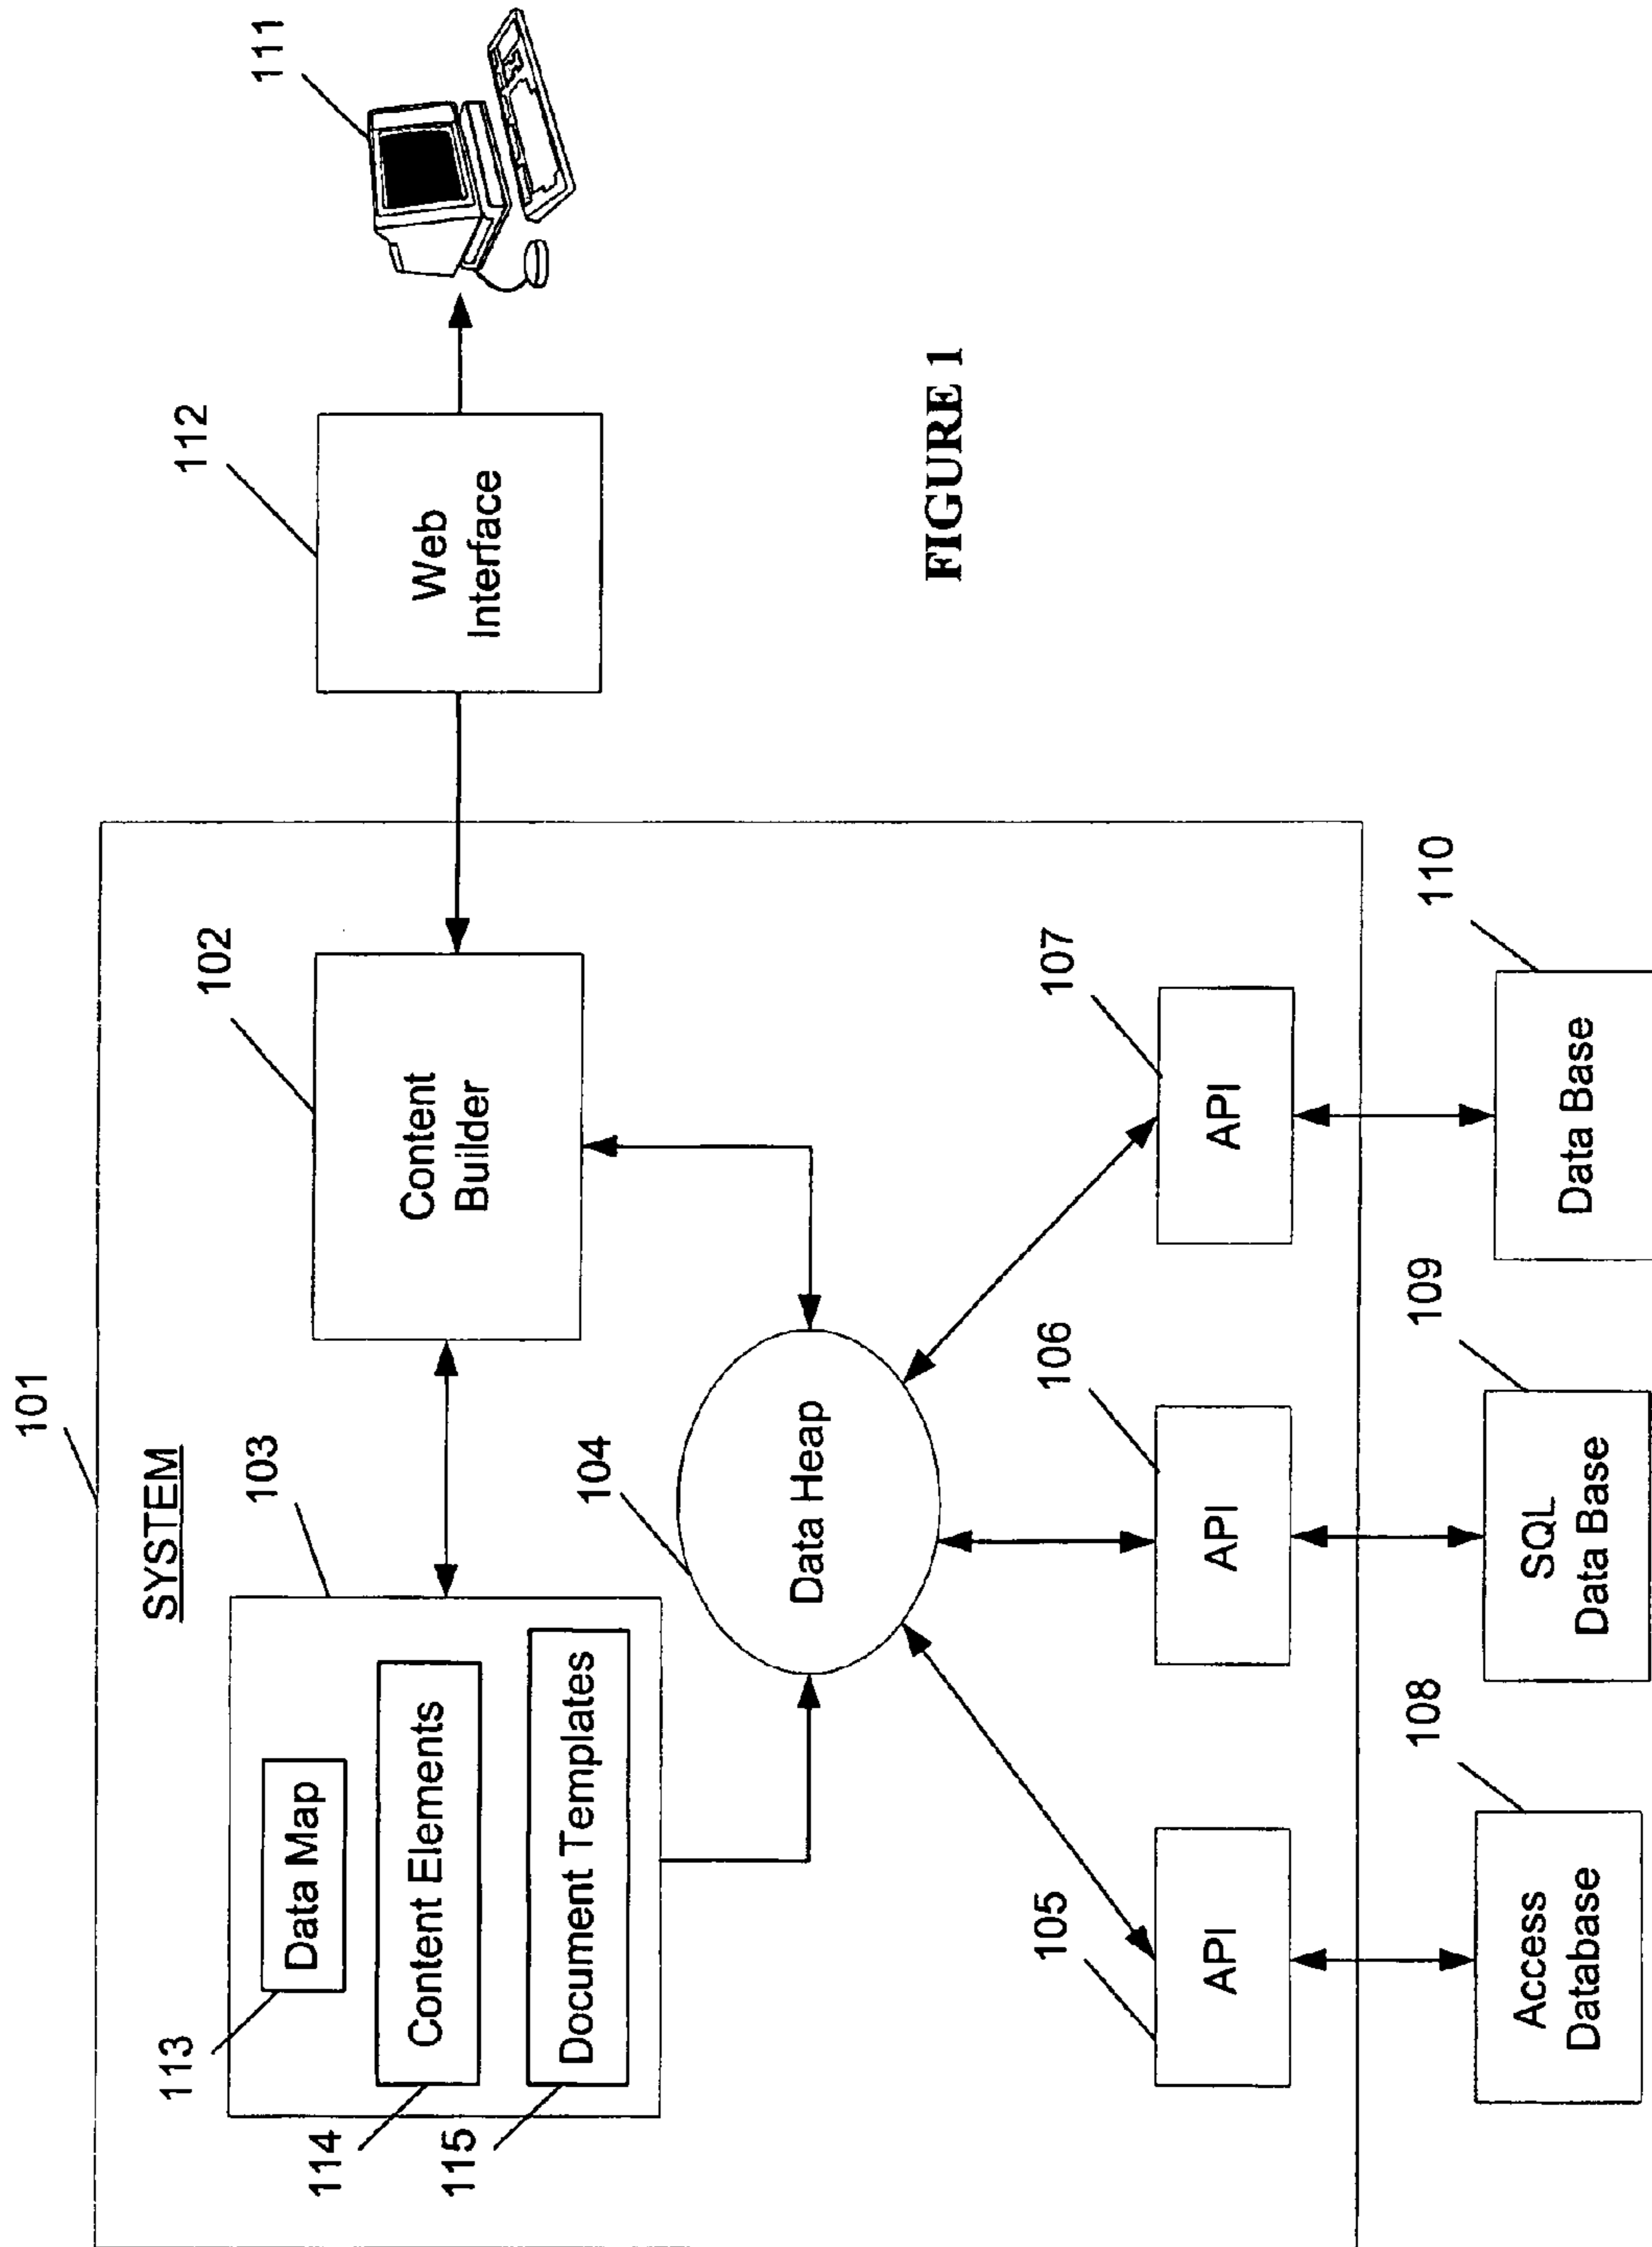 101
SYSTEM
103
113
Data Map
114
Content Elements
115
Document Templates
102
Content
Builder
112
Web
Interface
111
104
Data Heap
105
API
106
API
107
API
108
Access
Database
109
SQL
Data Base
110
Data Base
FIGURE 1